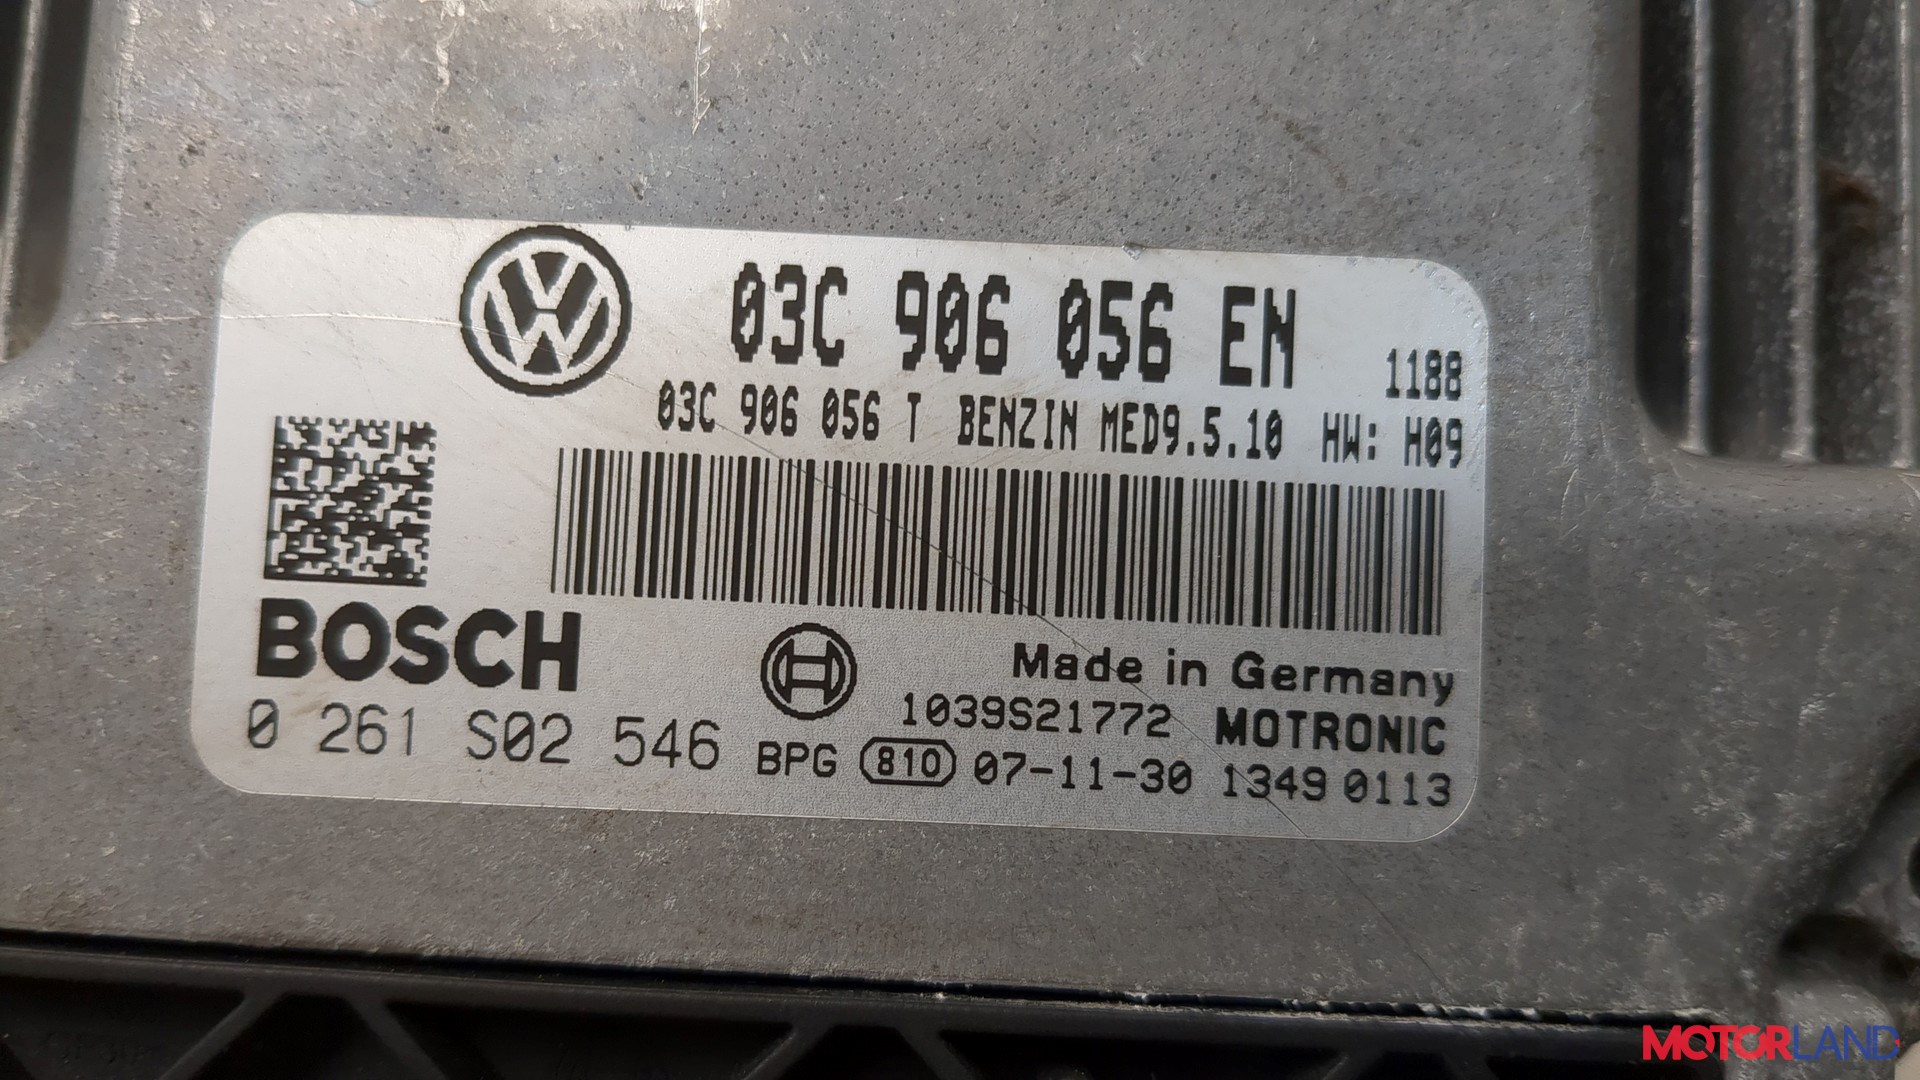 03C 906 056 EN
1188
03C 906 056 T BENZIN MED9.5.10 HW: H09
BOSCH
Made in Germany
1039S21772 MOTRONIC
0 261 S02 546
BPG 810 07-11-30 1349 0113
MOTORLAND